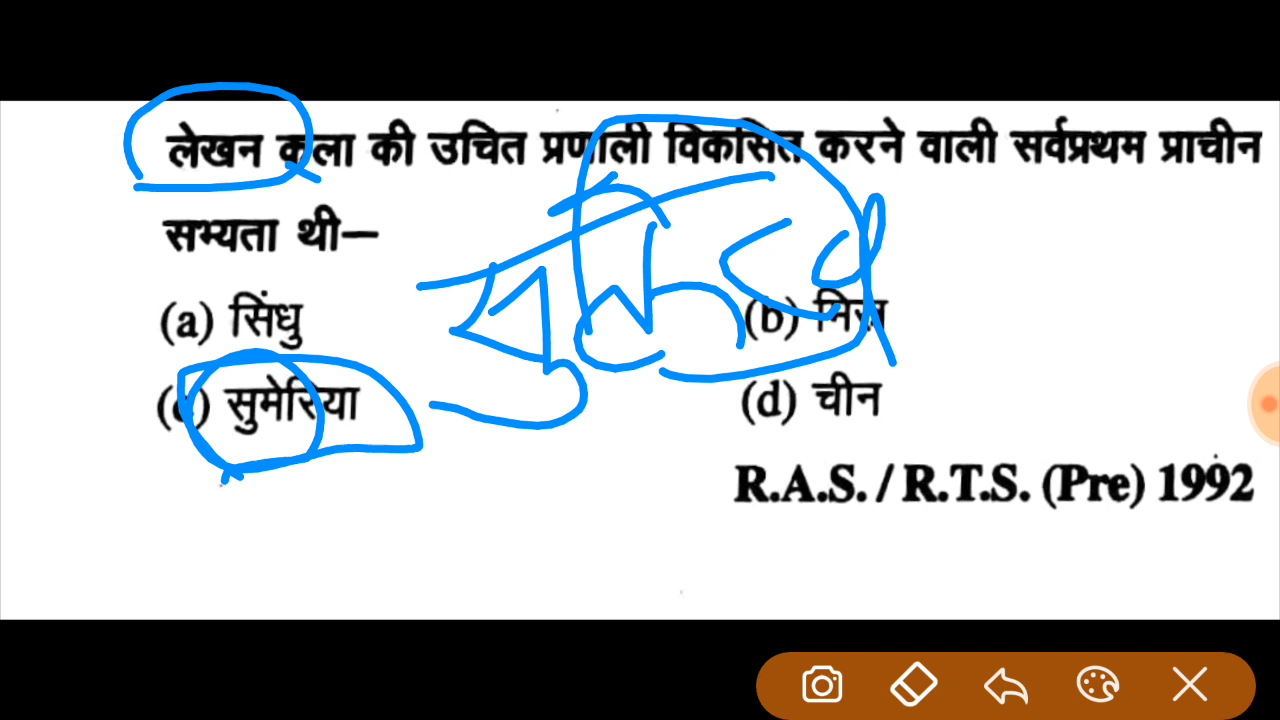 लेखन कला की उचित प्रणाली विकसित करने वाली सर्वप्रथम प्राचीन
सभ्यता थी—
(a) सिंधु
(b) मिस्र
(c) सुमेरिया
(d) चीन
R.A.S. / R.T.S. (Pre) 1992